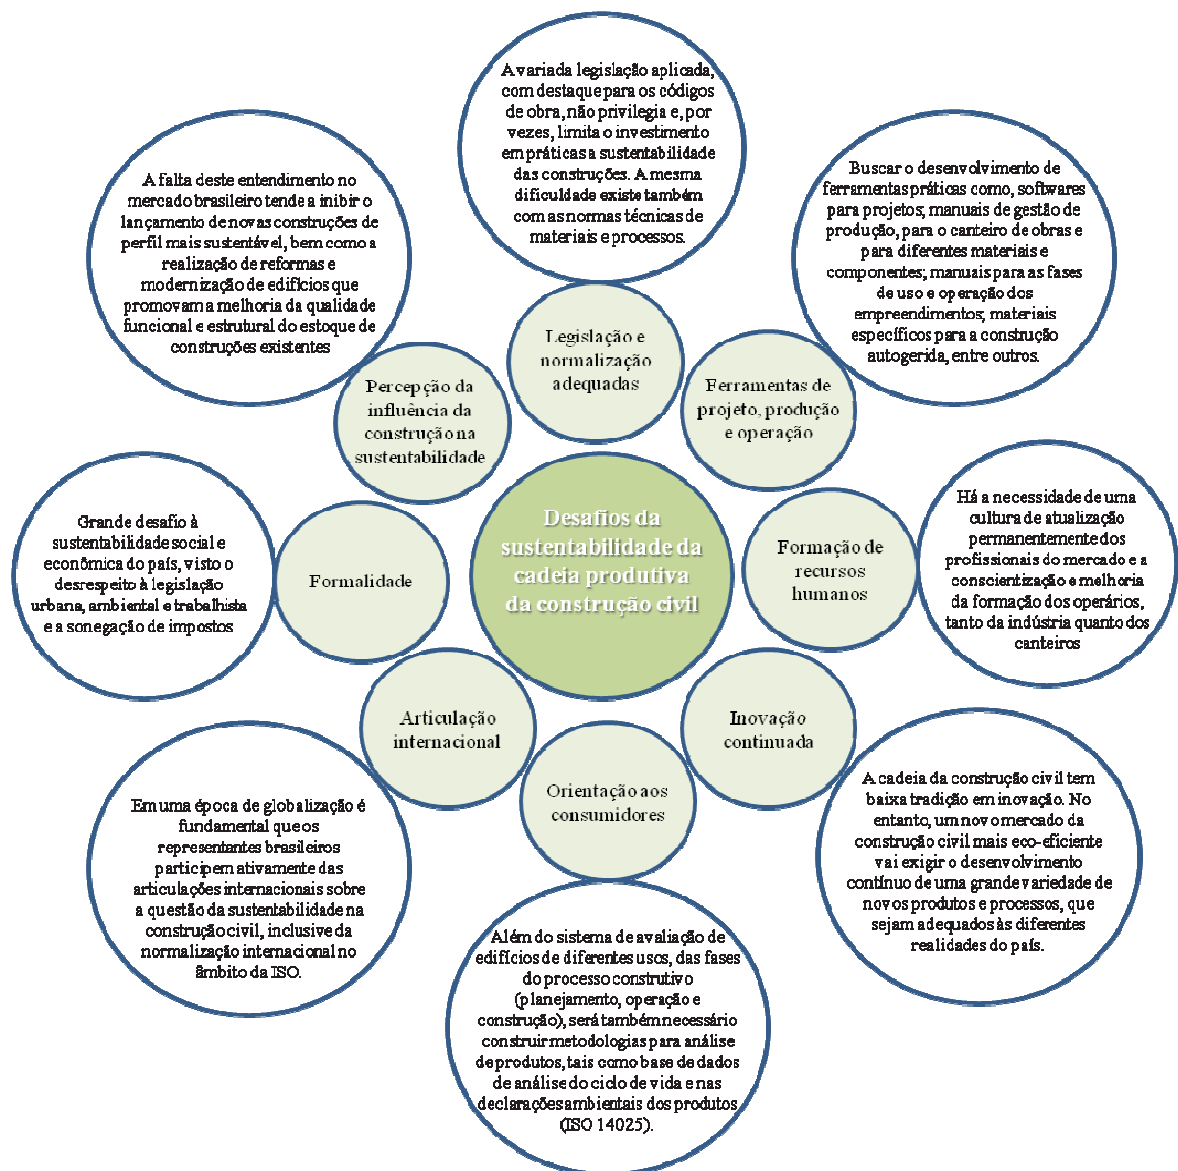 Desafios da
sustentabilidade da
cadeia produtiva
da construção civil
Legislação e
normalização
adequadas
A variada legislação aplicada,
com destaque para os códigos
de obra, não privilegia e, por
vezes, limita o investimento
em práticas a sustentabilidade
das construções. A mesma
dificuldade existe também
com as normas técnicas de
materiais e processos.
Ferramentas de
projeto, produção
e operação
Buscar o desenvolvimento de
ferramentas práticas como, softwares
para projetos; manuais de gestão de
produção, para o canteiro de obras e
para diferentes materiais e
componentes; manuais para as fases
de uso e operação dos
empreendimentos; materiais
específicos para a construção
autogerida, entre outros.
Formação de
recursos
humanos
Há a necessidade de uma
cultura de atualização
permanentemente dos
profissionais do mercado e a
conscientização e melhoria
da formação dos operários,
tanto da indústria quanto dos
canteiros
Inovação
continuada
A cadeia da construção civil tem
baixa tradição em inovação. No
entanto, um novo mercado da
construção civil mais eco-eficiente
vai exigir o desenvolvimento
contínuo de uma grande variedade de
novos produtos e processos, que
sejam adequados às diferentes
realidades do país.
Orientação aos
consumidores
Além do sistema de avaliação de
edifícios de diferentes usos, das fases
do processo construtivo
(planejamento, operação e
construção), será também necessário
construir metodologias para análise
de produtos, tais como base de dados
de análise do ciclo de vida e nas
declarações ambientais dos produtos
(ISO 14025).
Articulação
internacional
Em uma época de globalização é
fundamental que os
representantes brasileiros
participem ativamente das
articulações internacionais sobre
a questão da sustentabilidade na
construção civil, inclusive da
normalização internacional no
âmbito da ISO.
Formalidade
Grande desafio à
sustentabilidade social e
econômica do país, visto o
desrespeito à legislação
urbana, ambiental e trabalhista
e a sonegação de impostos
Percepção da
influência da
construção na
sustentabilidade
A falta deste entendimento no
mercado brasileiro tende a inibir o
lançamento de novas construções de
perfil mais sustentável, bem como a
realização de reformas e
modernização de edifícios que
promovam a melhoria da qualidade
funcional e estrutural do estoque de
construções existentes